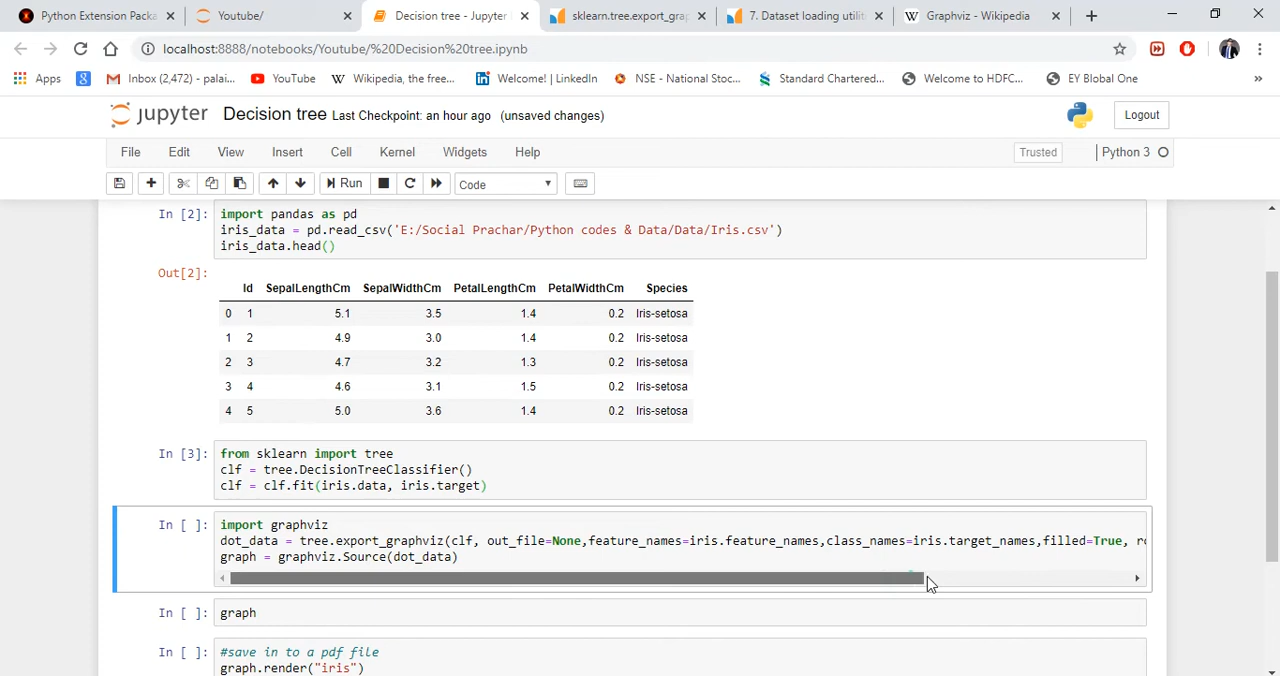 Python Extension Packa
Youtube/
Decision tree - Jupyter
sklearn.tree.export_gra
7. Dataset loading utilit
Graphviz - Wikipedia
localhost:8888/notebooks/Youtube/%20Decision%20tree.ipynb
Apps
Inbox (2,472) - palai...
YouTube
Wikipedia, the free...
Welcome! | LinkedIn
NSE - National Stoc...
Standard Chartered...
Welcome to HDFC...
EY Blobal One
»
jupyter
Decision tree Last Checkpoint: an hour ago (unsaved changes)
Logout
File Edit View Insert Cell Kernel Widgets Help
Trusted
Python 3
Run
Code
In [2]: import pandas as pd
iris_data = pd.read_csv('E:/Social Prachar/Python codes & Data/Data/Iris.csv')
iris_data.head()
Out[2]:
Id SepalLengthCm SepalWidthCm PetalLengthCm PetalWidthCm Species
0 1 5.1 3.5 1.4 0.2 Iris-setosa
1 2 4.9 3.0 1.4 0.2 Iris-setosa
2 3 4.7 3.2 1.3 0.2 Iris-setosa
3 4 4.6 3.1 1.5 0.2 Iris-setosa
4 5 5.0 3.6 1.4 0.2 Iris-setosa
In [3]: from sklearn import tree
clf = tree.DecisionTreeClassifier()
clf = clf.fit(iris.data, iris.target)
In [ ]: import graphviz
dot_data = tree.export_graphviz(clf, out_file=None,feature_names=iris.feature_names,class_names=iris.target_names,filled=True, ro
graph = graphviz.Source(dot_data)
In [ ]: graph
In [ ]: #save in to a pdf file
graph.render("iris")